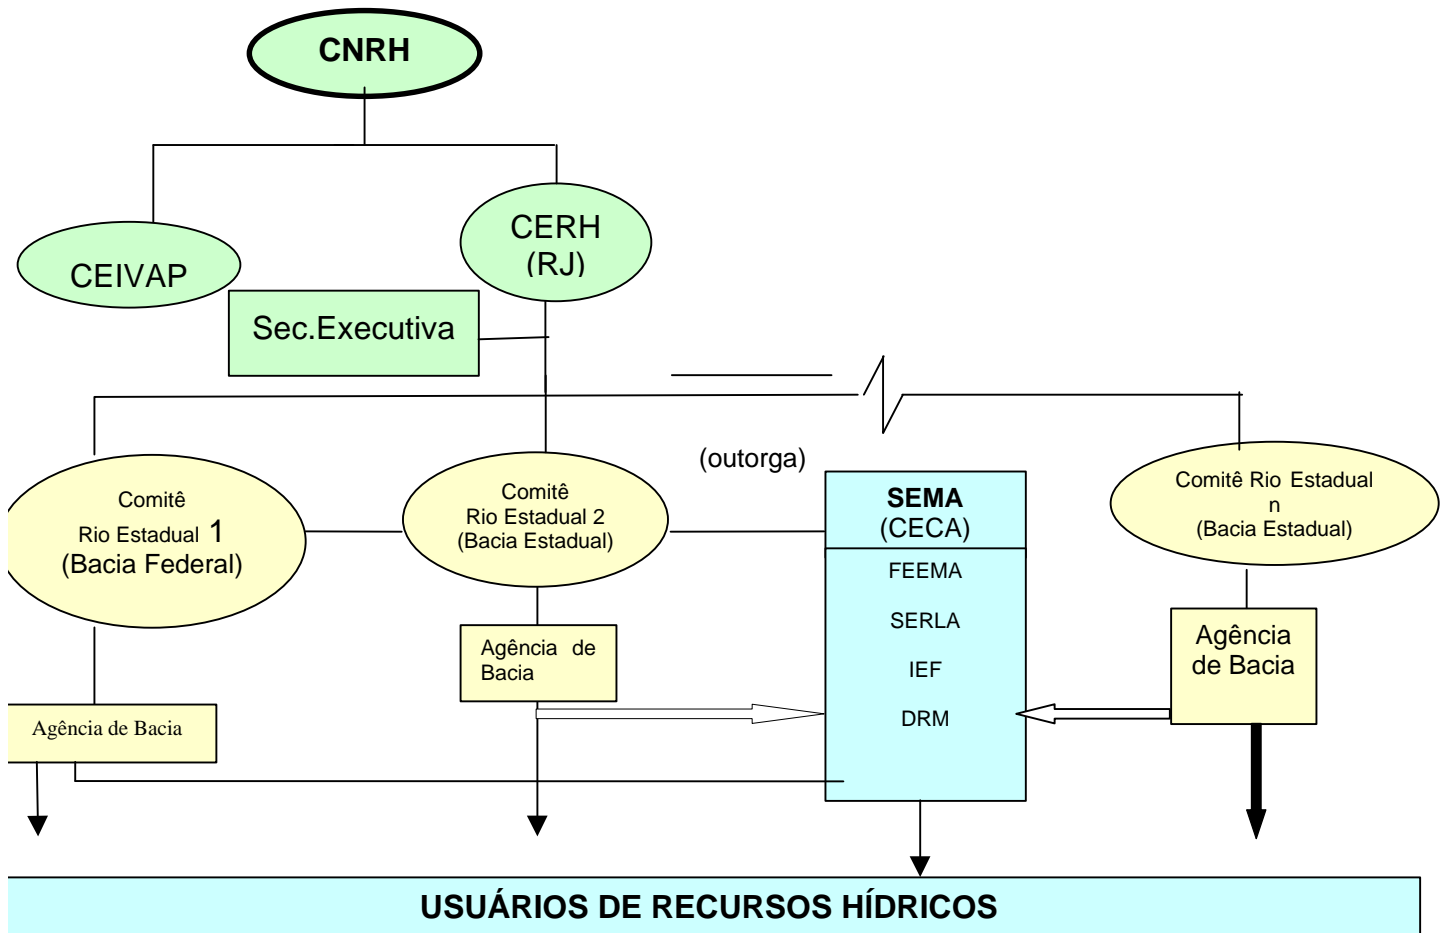 CNRH
CEIVAP
CERH
(RJ)
Sec.Executiva
Comitê
Rio Estadual 1
(Bacia Federal)
Comitê
Rio Estadual 2
(Bacia Estadual)
(outorga)
SEMA
(CECA)
FEEMA
SERLA
IEF
DRM
Comitê Rio Estadual
n
(Bacia Estadual)
Agência de Bacia
Agência de
Bacia
Agência
de Bacia
USUÁRIOS DE RECURSOS HÍDRICOS